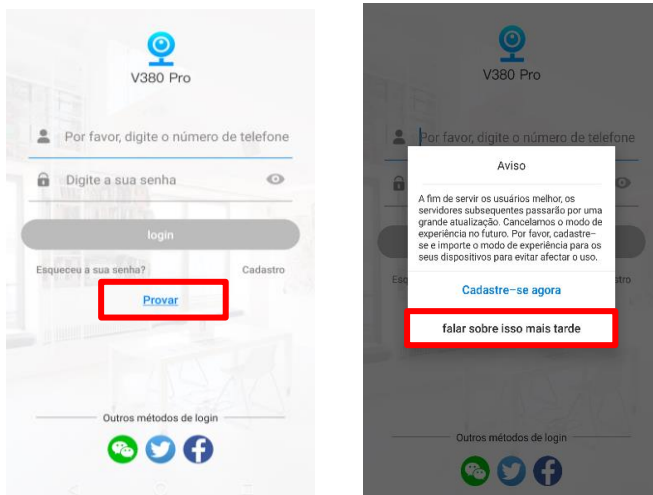 V380 Pro
Por favor, digite o número de telefone
Digite a sua senha
login
Esqueceu a sua senha?
Cadastro
Provar
Outros métodos de login
V380 Pro
Por favor, digite o número de telefone
Aviso
A fim de servir os usuários melhor, os
servidores subsequentes passarão por uma
grande atualização. Cancelamos o modo de
experiência no futuro. Por favor, cadastre-
se e importe o modo de experiência para os
seus dispositivos para evitar afectar o uso.
Esq
stro
Cadastre-se agora
falar sobre isso mais tarde
Outros métodos de login